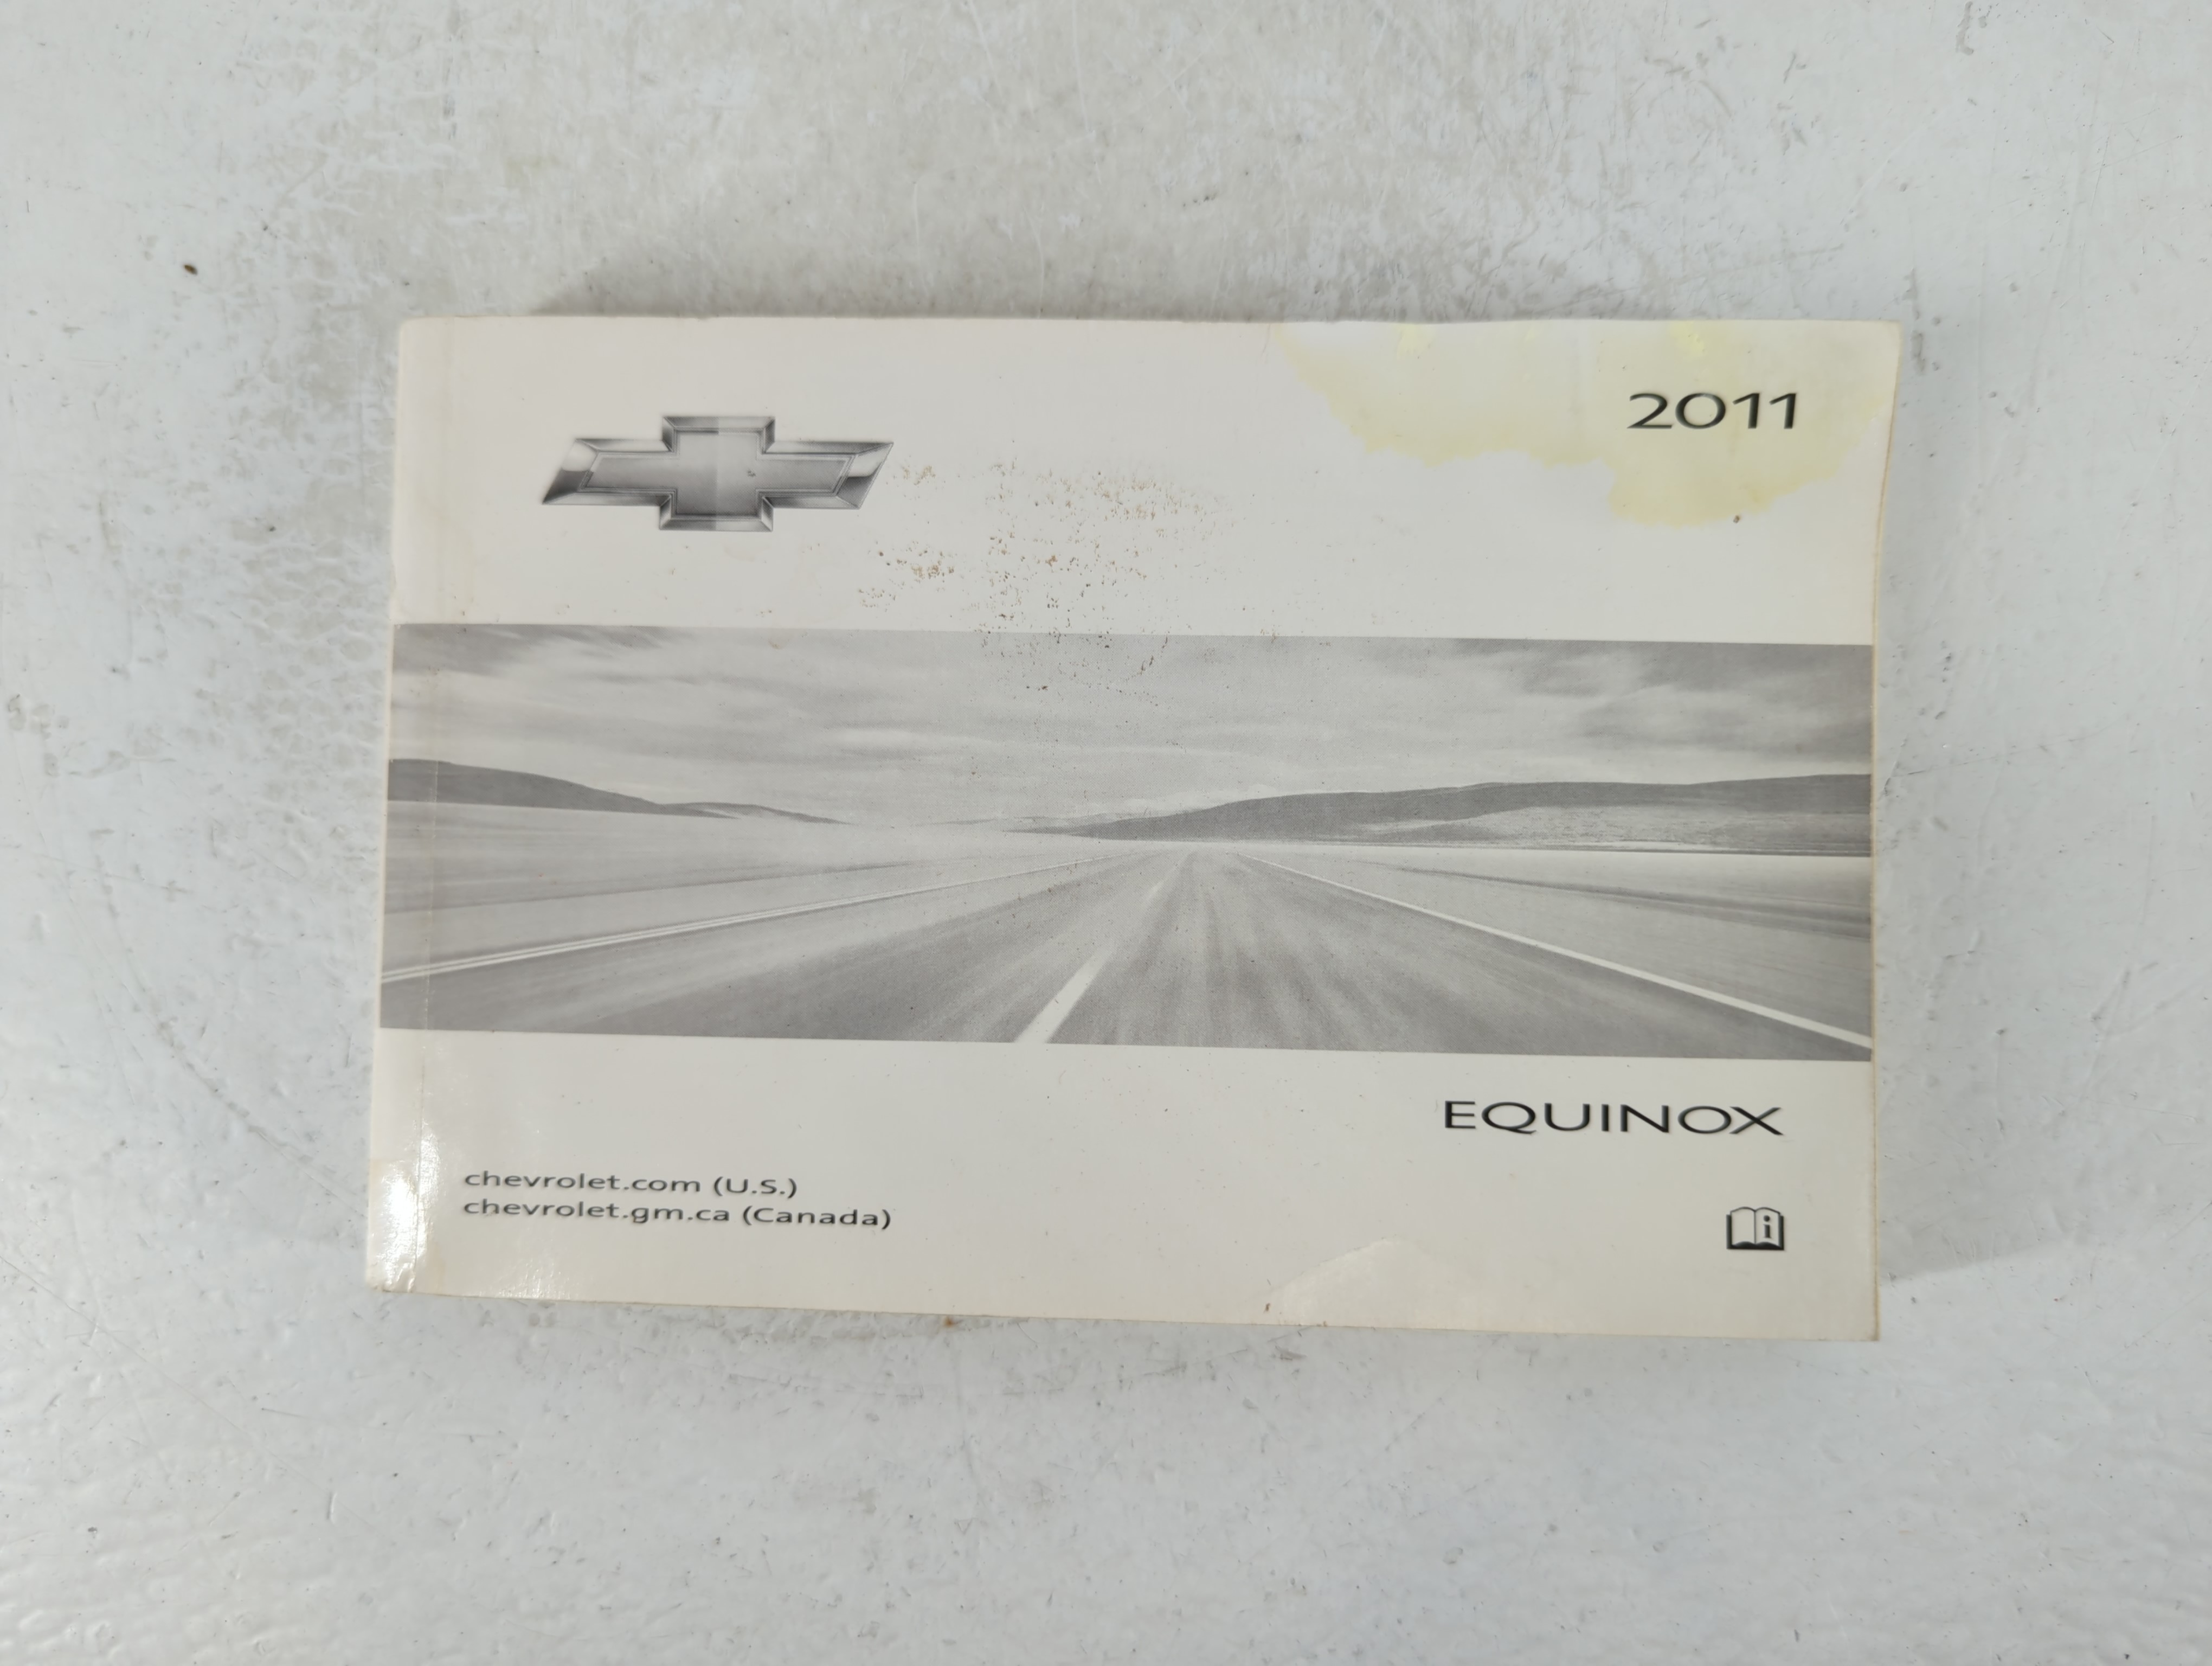 2011
EQUINOX
chevrolet.com (U.S.)
chevrolet.gm.ca (Canada)
i